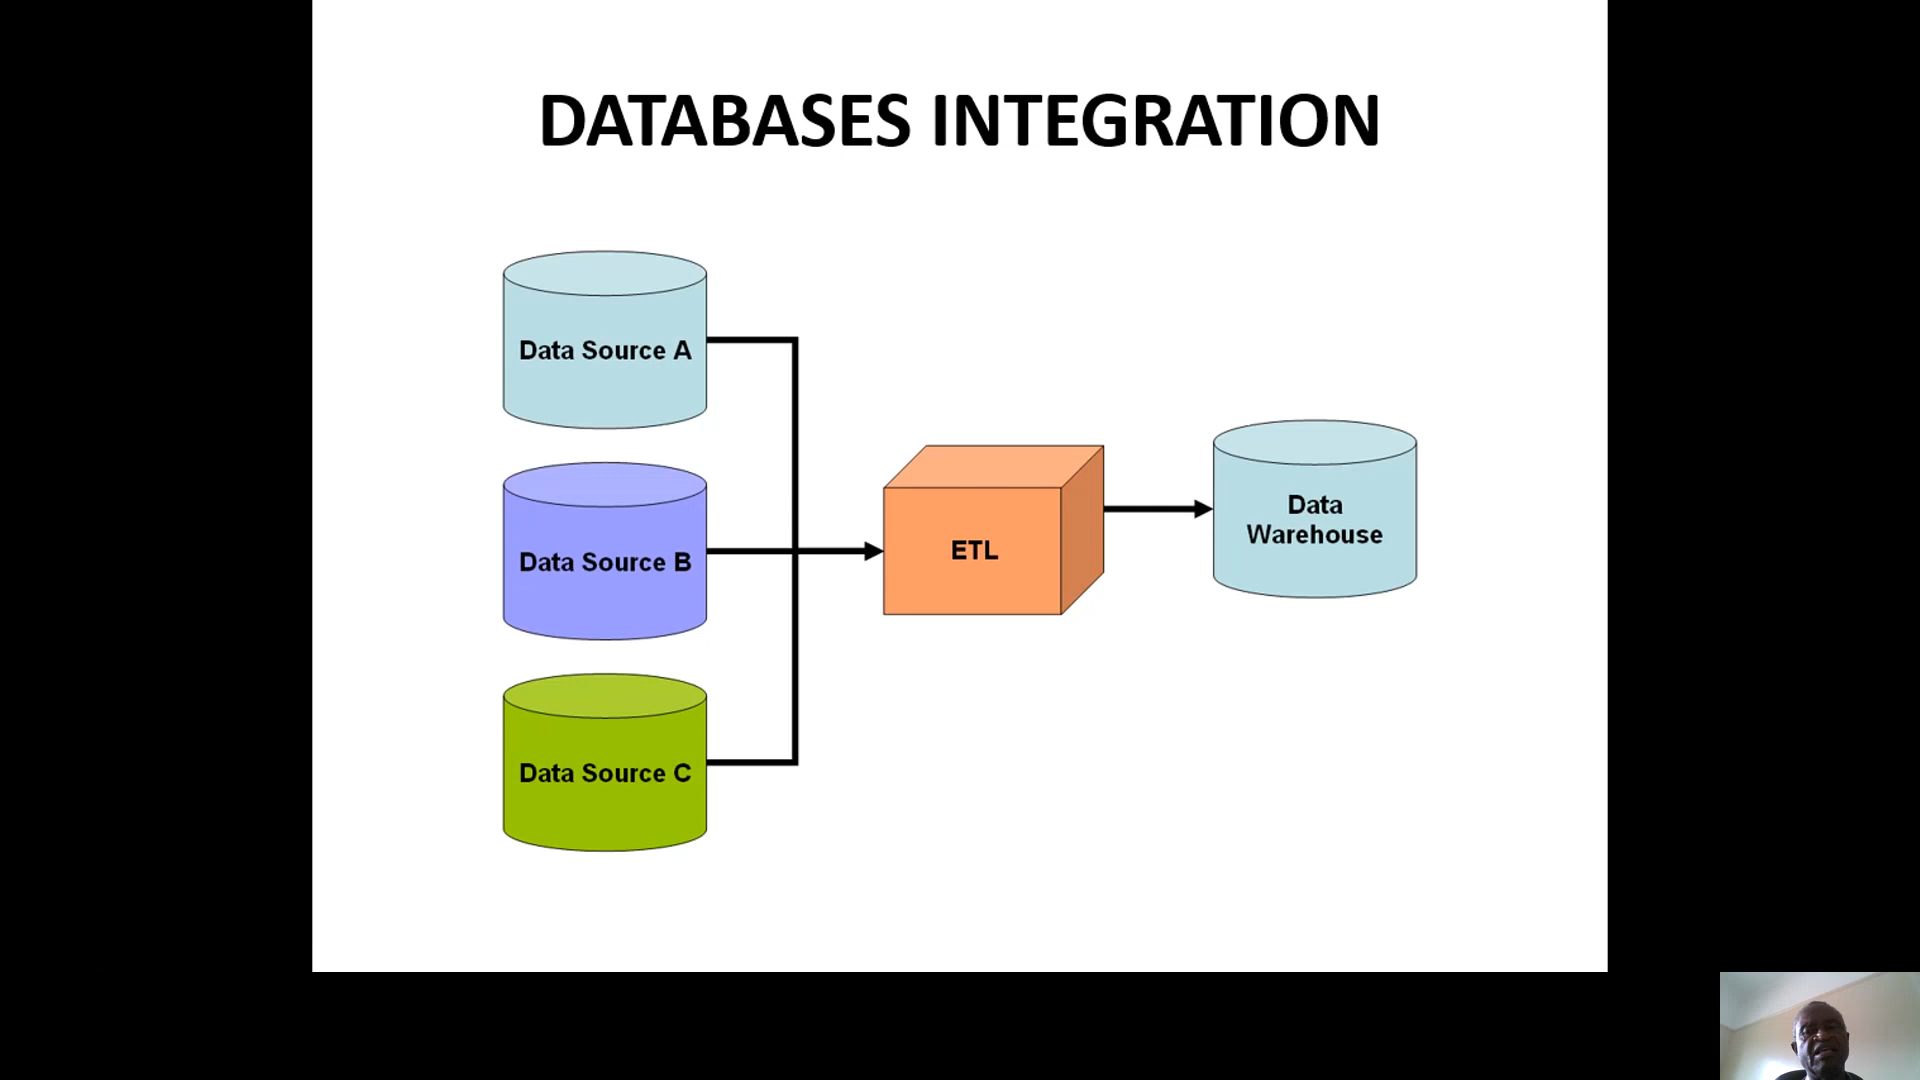 DATABASES INTEGRATION
Data Source A
Data Source B
Data Source C
ETL
Data
Warehouse